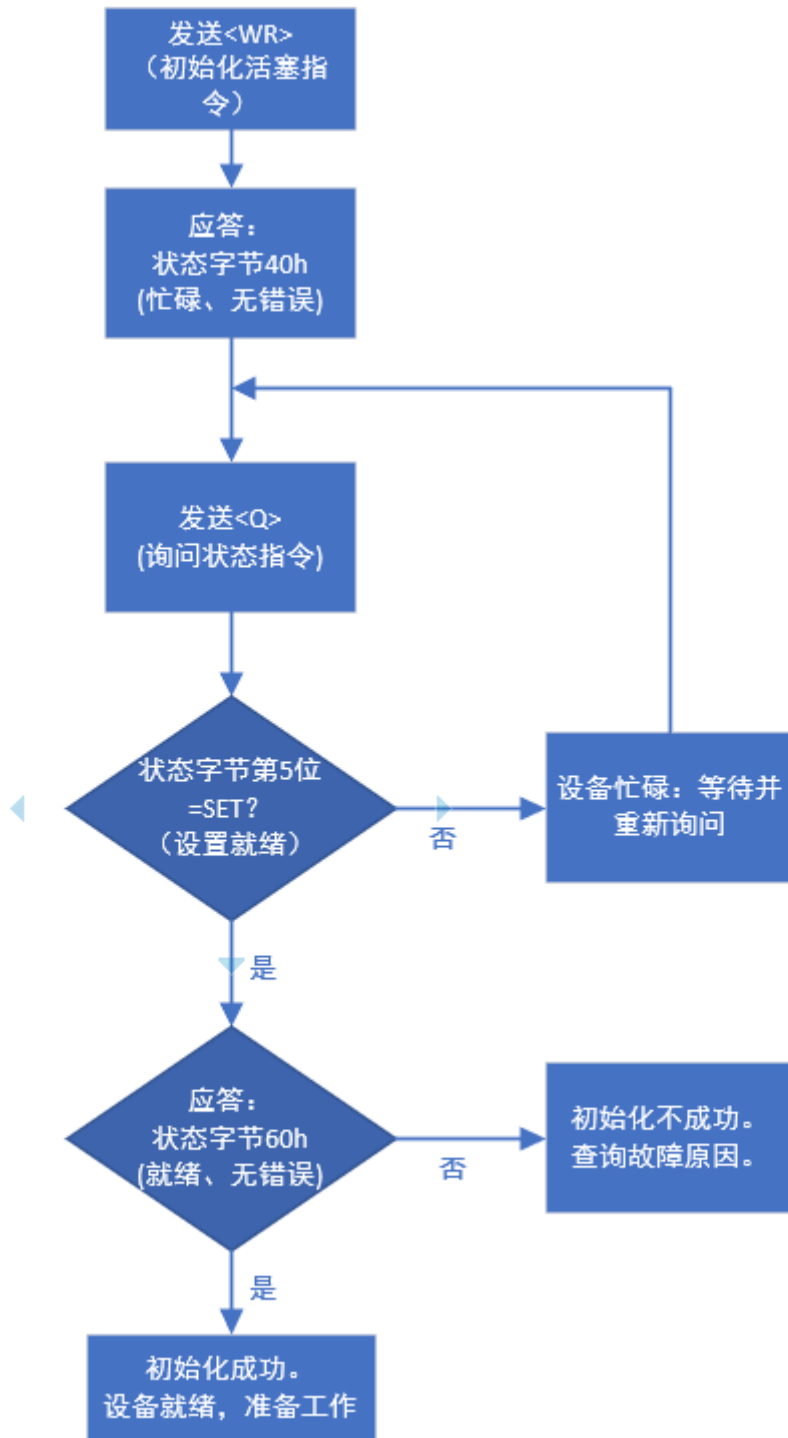 发送<WR>
（初始化活塞指
令）
应答：
状态字节40h
(忙碌、无错误)
发送<Q>
(询问状态指令)
状态字节第5位
=SET？
（设置就绪）
否
设备忙碌：等待并
重新询问
是
应答：
状态字节60h
(就绪、无错误)
否
初始化不成功。
查询故障原因。
是
初始化成功。
设备就绪，准备工作